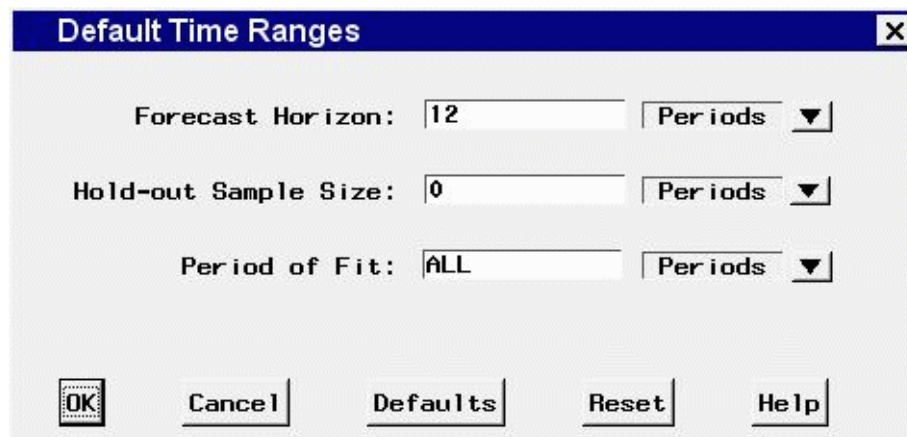 Default Time Ranges
Forecast Horizon: 12 Periods
Hold-out Sample Size: 0 Periods
Period of Fit: ALL Periods
OK Cancel Defaults Reset Help